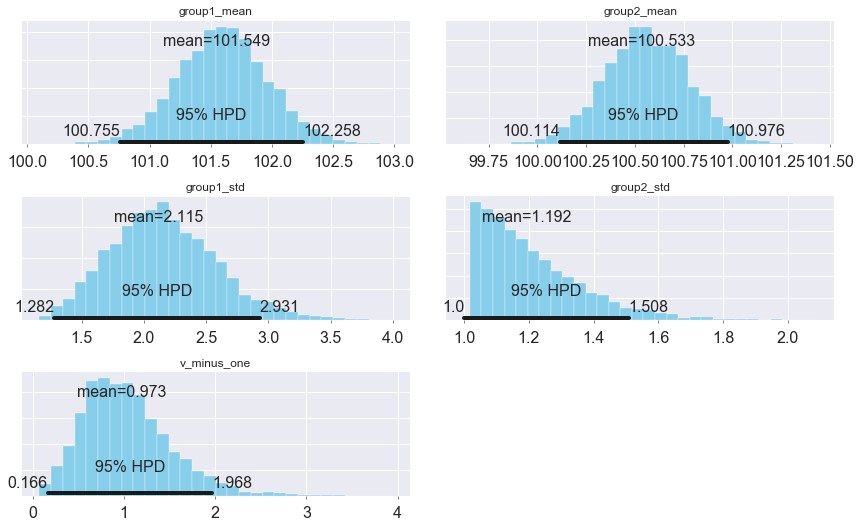 group1_mean
mean=101.549
95% HPD
100.755 102.258
100.0 100.5 101.0 101.5 102.0 102.5 103.0
group2_mean
mean=100.533
95% HPD
100.114 100.976
99.75 100.00 100.25 100.50 100.75 101.00 101.25 101.50
group1_std
mean=2.115
95% HPD
1.282 2.931
1.5 2.0 2.5 3.0 3.5 4.0
group2_std
mean=1.192
95% HPD
1.0 1.508
1.0 1.2 1.4 1.6 1.8 2.0
v_minus_one
mean=0.973
95% HPD
0.166 1.968
0 1 2 3 4